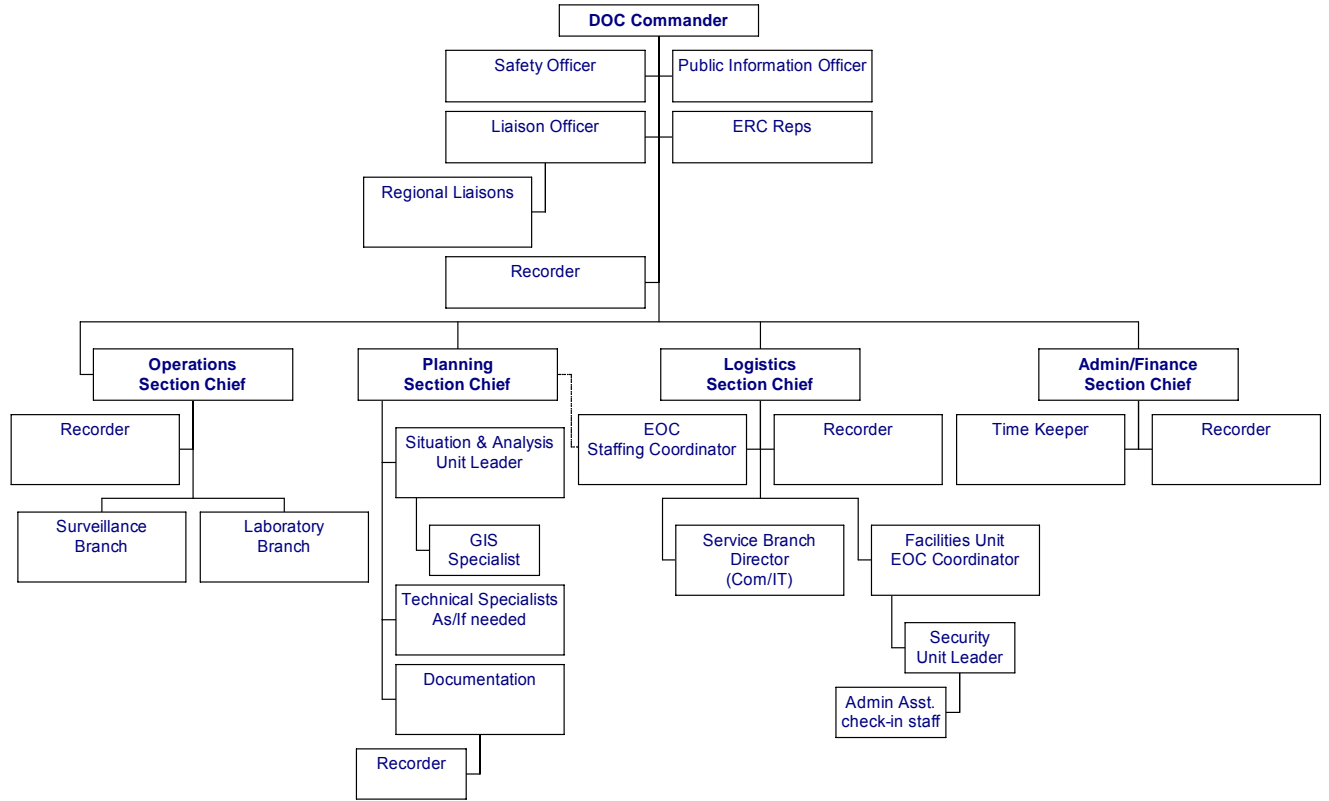 DOC Commander
Safety Officer
Public Information Officer
Liaison Officer
ERC Reps
Regional Liaisons
Recorder
Operations
Section Chief
Planning
Section Chief
Logistics
Section Chief
Admin/Finance
Section Chief
Recorder
Surveillance
Branch
Laboratory
Branch
Situation & Analysis
Unit Leader
GIS
Specialist
Technical Specialists
As/If needed
Documentation
Recorder
EOC
Staffing Coordinator
Recorder
Service Branch
Director
(Com/IT)
Facilities Unit
EOC Coordinator
Security
Unit Leader
Admin Asst.
check-in staff
Time Keeper
Recorder